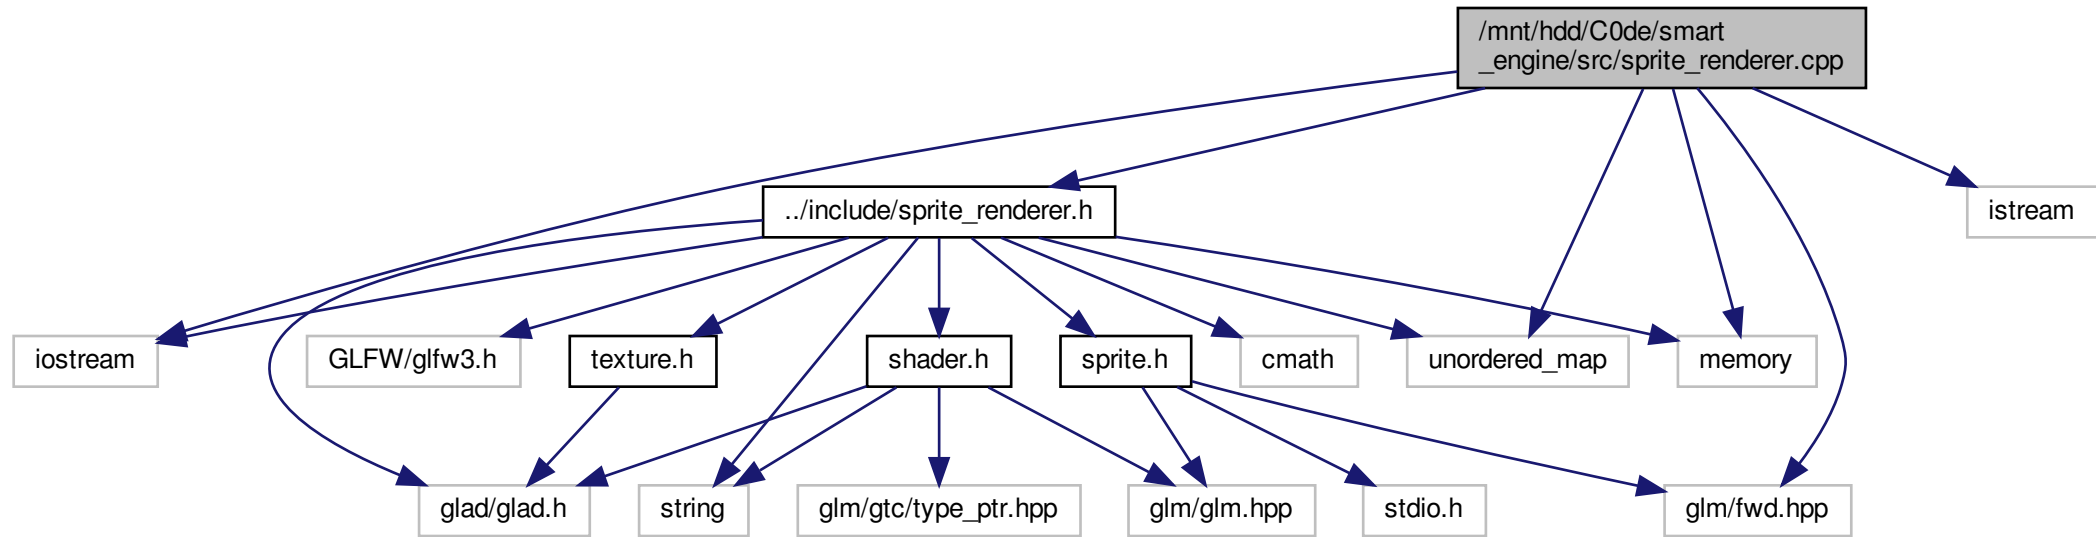 /mnt/hdd/C0de/smart
_engine/src/sprite_renderer.cpp
../include/sprite_renderer.h
istream
iostream
GLFW/glfw3.h
texture.h
shader.h
sprite.h
cmath
unordered_map
memory
glad/glad.h
string
glm/gtc/type_ptr.hpp
glm/glm.hpp
stdio.h
glm/fwd.hpp